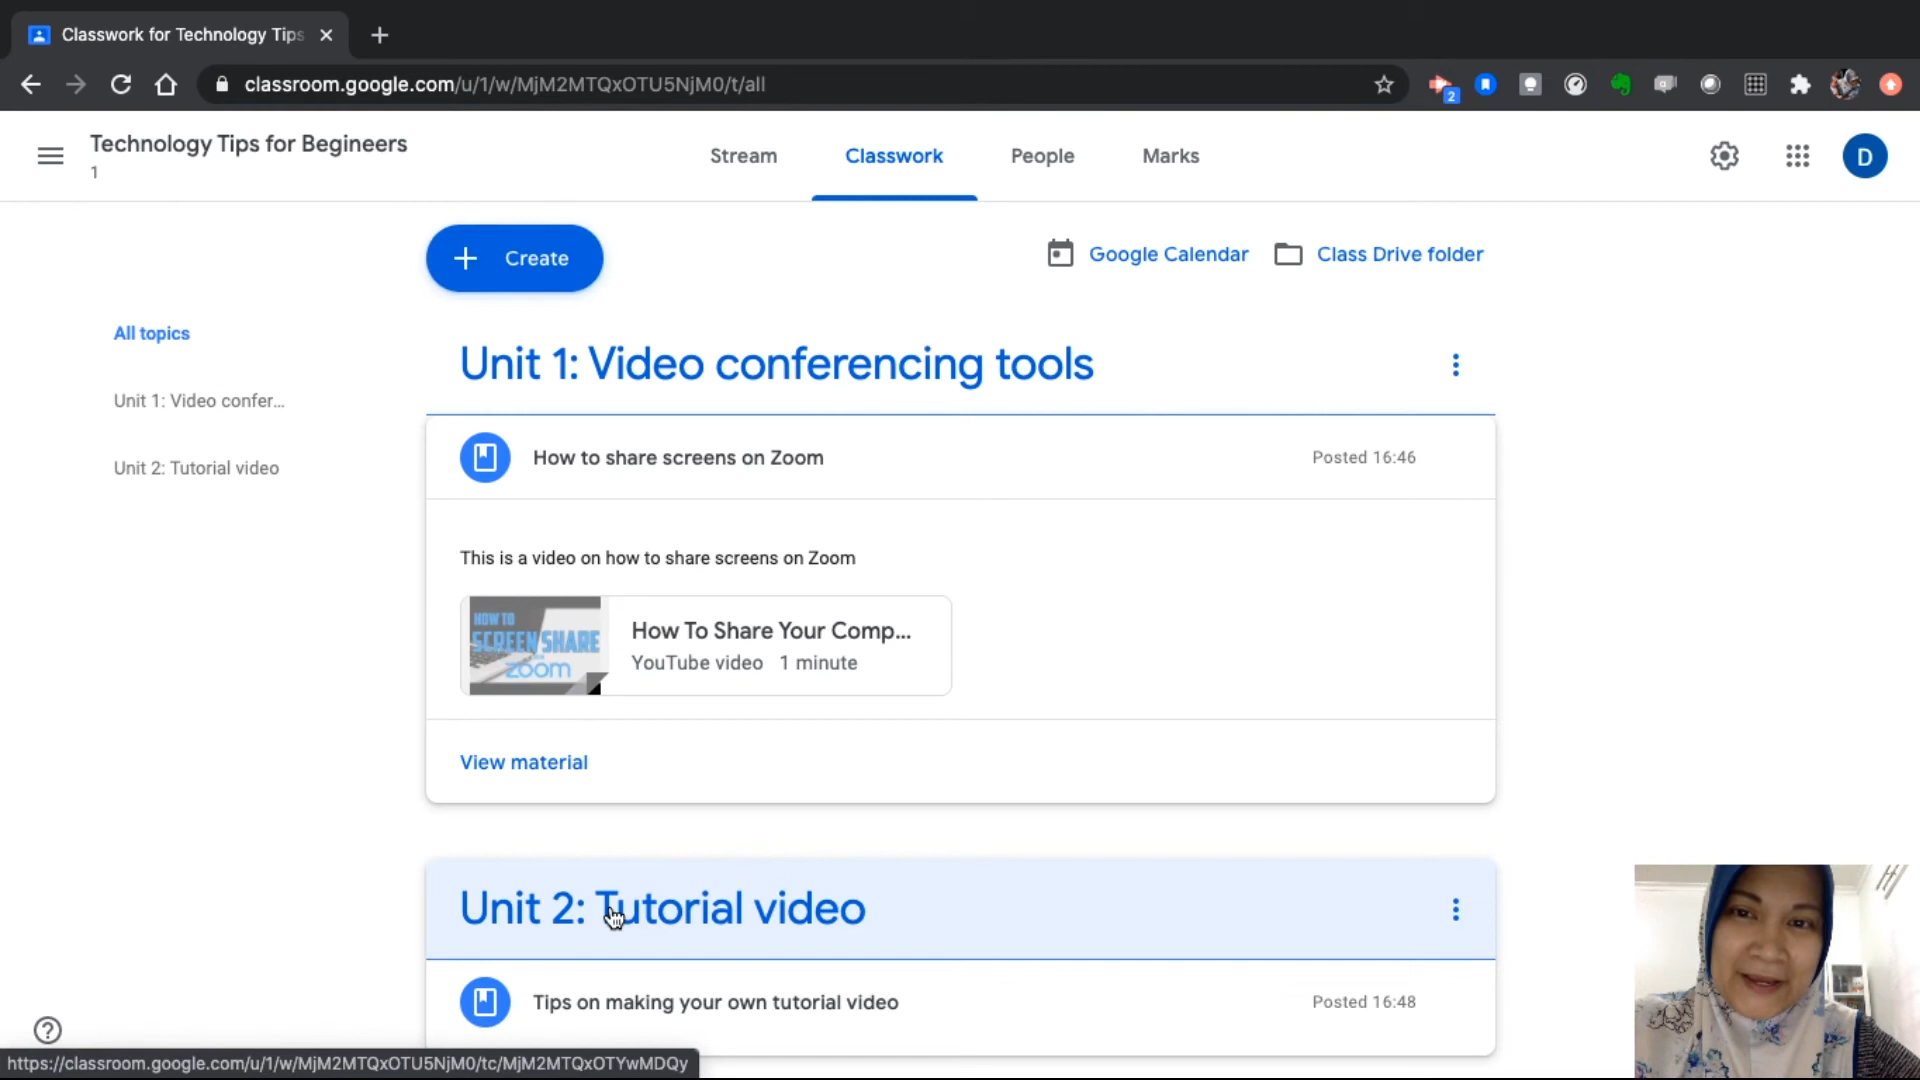 Classwork for Technology Tips
classroom.google.com/u/1/w/MjM2MTQxOTU5NjM0/t/all
2
Technology Tips for Begineers
1
Stream
Classwork
People
Marks
D
Create
Google Calendar
Class Drive folder
All topics
Unit 1: Video confer...
Unit 2: Tutorial video
Unit 1: Video conferencing tools
How to share screens on Zoom
Posted 16:46
This is a video on how to share screens on Zoom
HOW TO
SCREEN SHARE
zoom
How To Share Your Comp...
YouTube video 1 minute
View material
Unit 2: Tutorial video
Tips on making your own tutorial video
Posted 16:48
https://classroom.google.com/u/1/w/MjM2MTQxOTU5NjM0/tc/MjM2MTQxOTYwMDQy